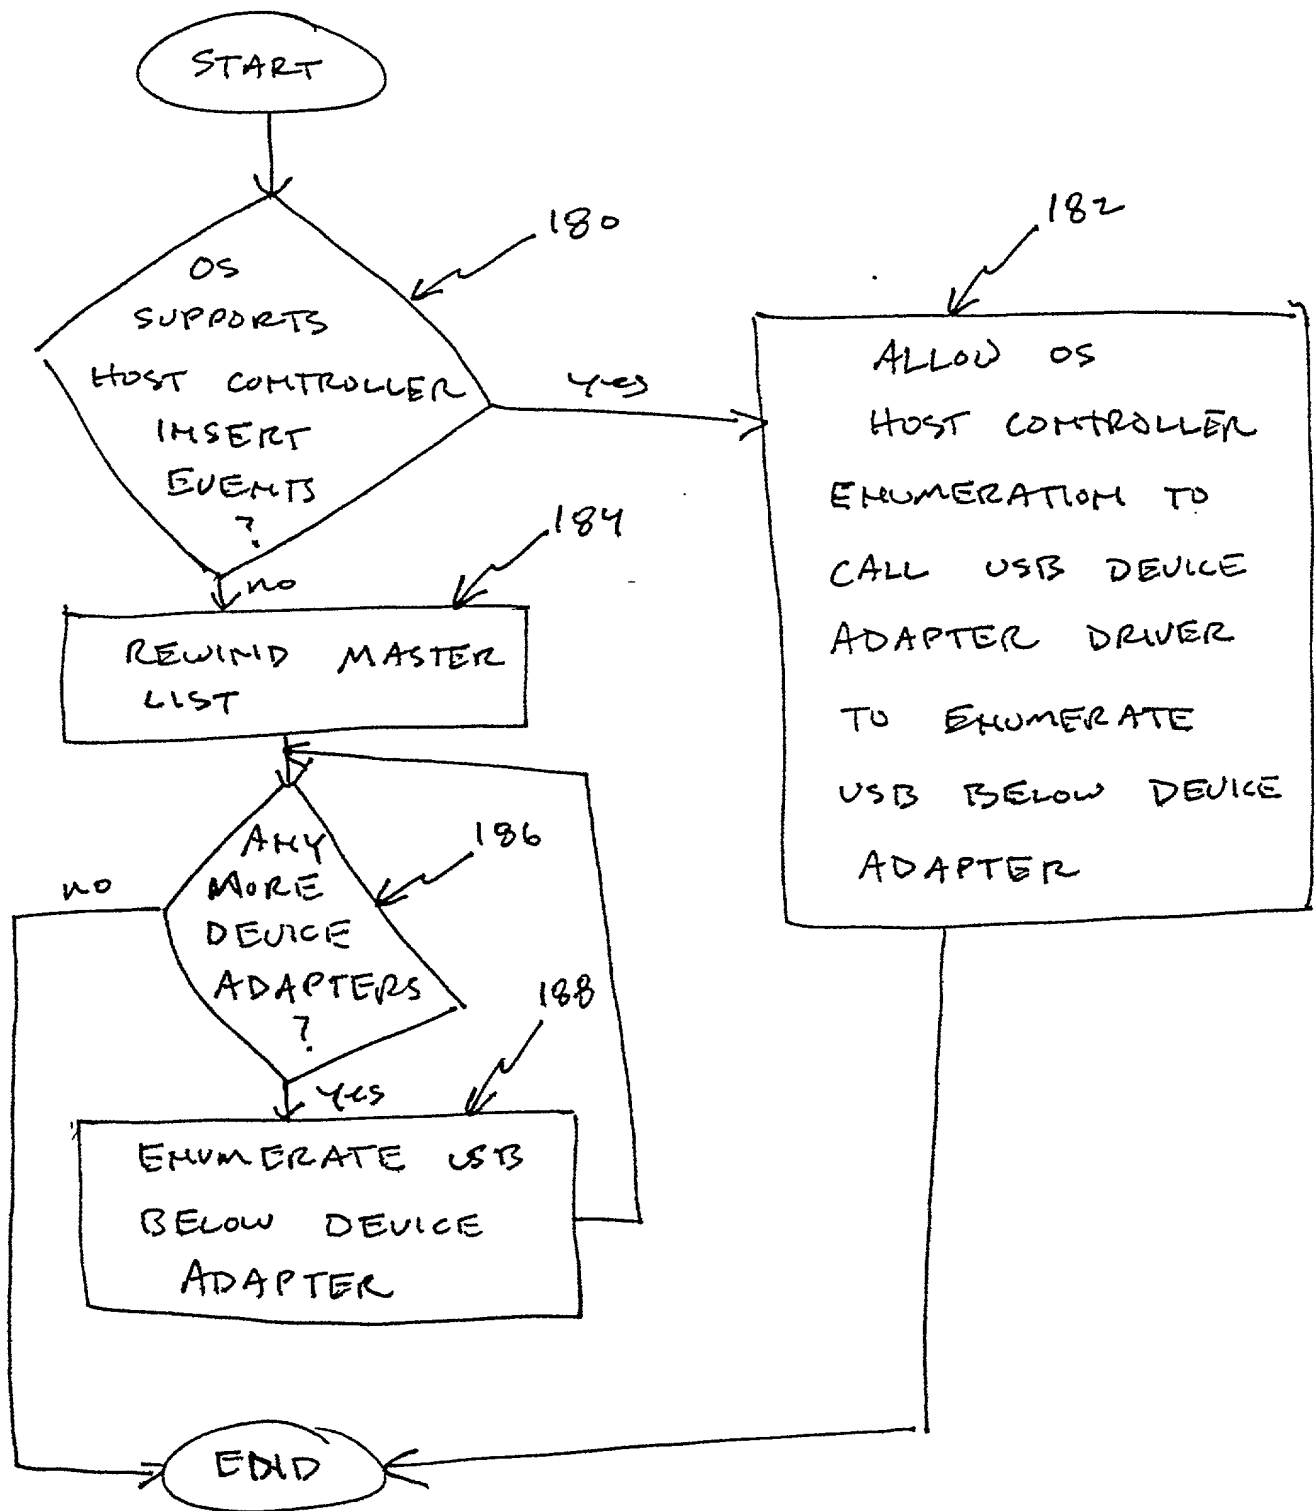 START
180
OS
SUPPORTS
HOST CONTROLLER
INSERT
EVENTS
?
yes
no
182
ALLOW OS
HOST CONTROLLER
ENUMERATION TO
CALL USB DEVICE
ADAPTER DRIVER
TO ENUMERATE
USB BELOW DEVICE
ADAPTER
184
REWIND MASTER
LIST
186
ANY
MORE
DEVICE
ADAPTERS
?
no
yes
188
ENUMERATE USB
BELOW DEVICE
ADAPTER
END